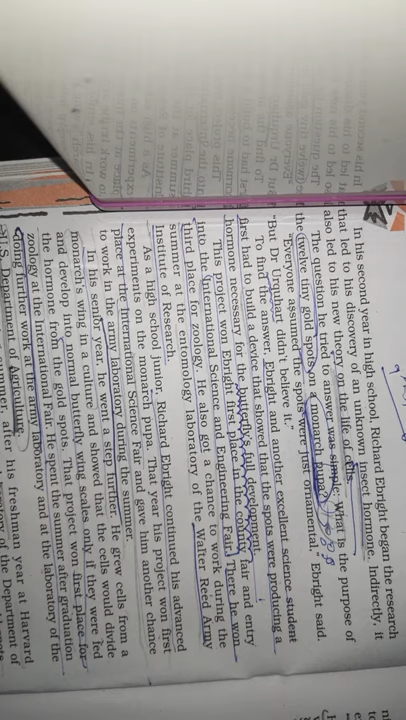 In his second year in high school, Richard Ebright began the research
that led to his discovery of an unknown insect hormone. Indirectly, it
also led to his new theory on the life of cells.
The question he tried to answer was simple: What is the purpose of
the twelve tiny gold spots on a monarch pupa?
"Everyone assumed the spots were just ornamental," Ebright said.
"But Dr Urquhart didn't believe it."
To find the answer, Ebright and another excellent science student
first had to build a device that showed that the spots were producing a
hormone necessary for the butterfly's full development.
This project won Ebright first place in the county fair and entry
into the International Science and Engineering Fair. There he won
third place for zoology. He also got a chance to work during the
summer at the entomology laboratory of the Walter Reed Army
Institute of Research.
As a high school junior, Richard Ebright continued his advanced
experiments on the monarch pupa. That year his project won first
place at the International Science Fair and gave him another chance
to work in the army laboratory during the summer.
In his senior year, he went a step further. He grew cells from a
monarch's wing in a culture and showed that the cells would divide
and develop into normal butterfly wing scales only if they were fed
the hormone from the gold spots. That project won first place for
zoology at the International Fair. He spent the summer after graduation
doing further work at the army laboratory and at the laboratory of the
U.S. Department of Agriculture.
summer, after his freshman year at Harvard
of the Department of